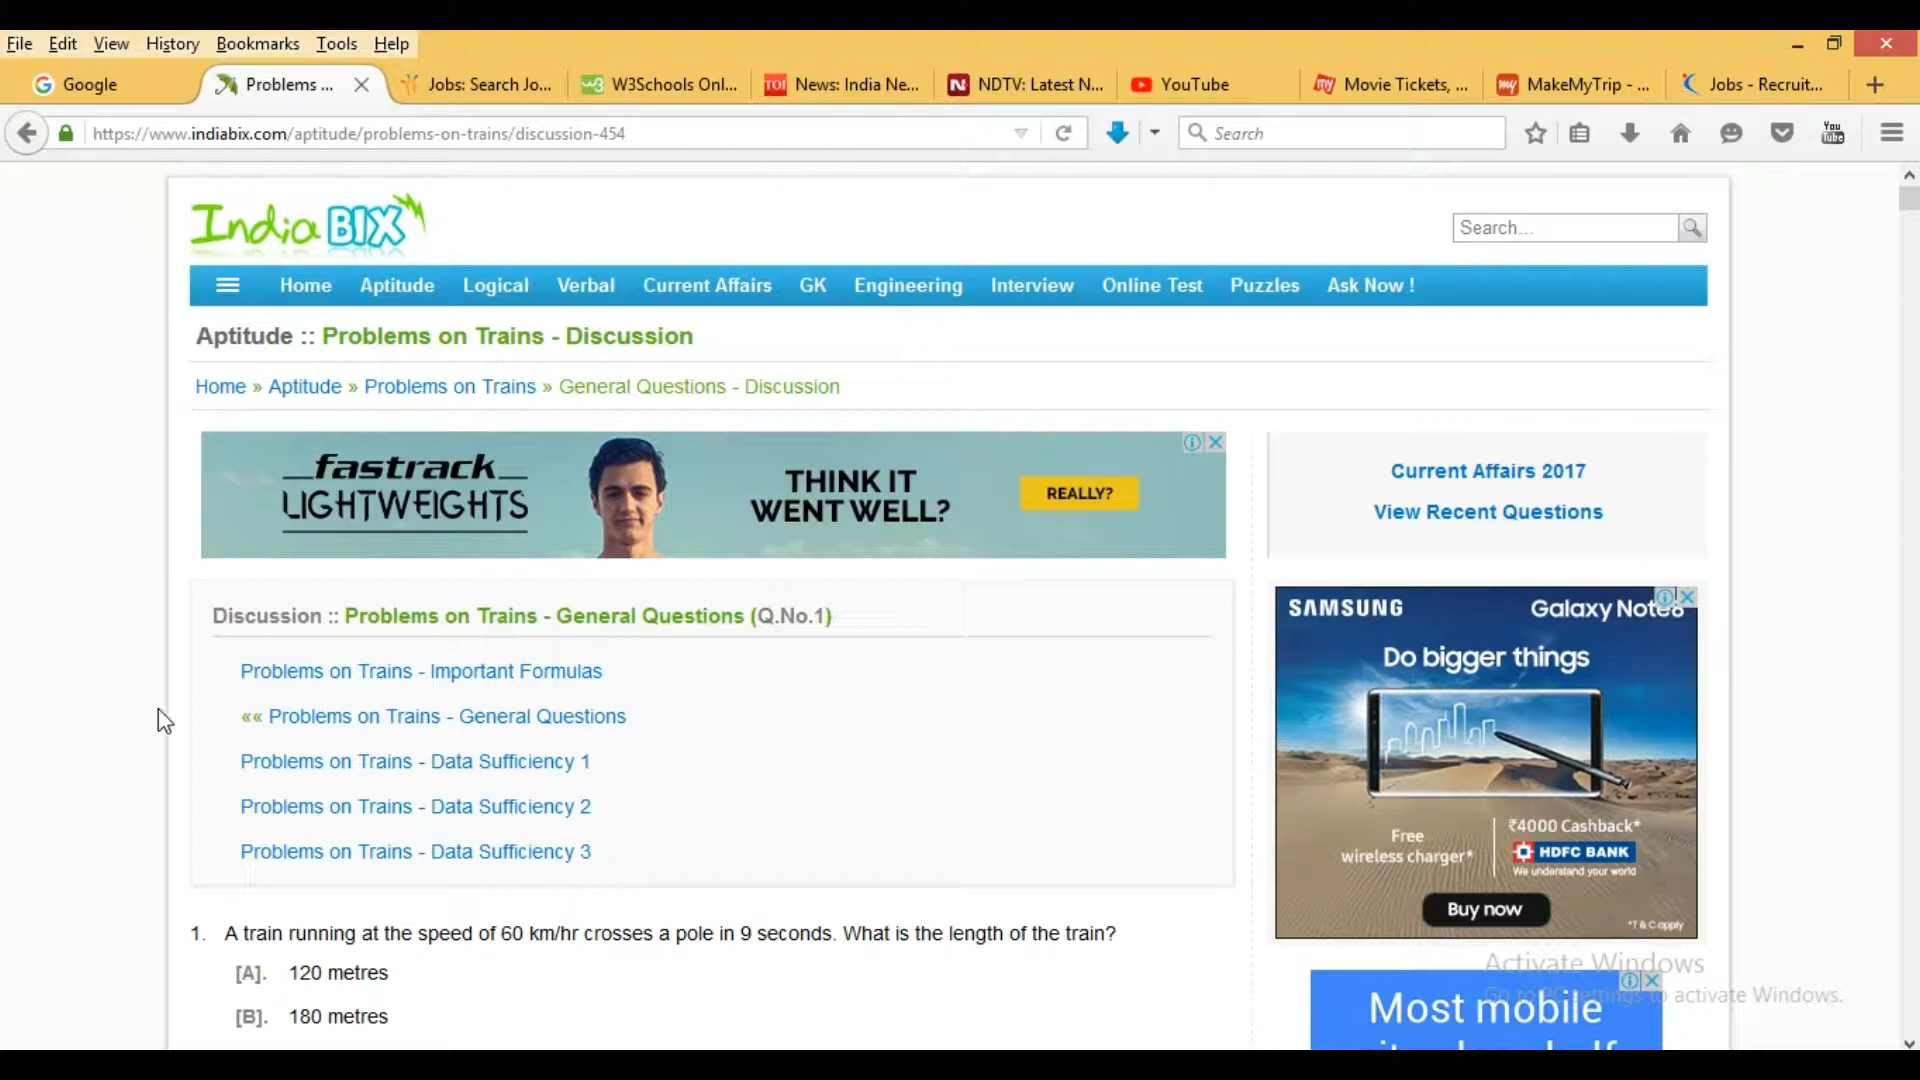 File Edit View History Bookmarks Tools Help
Google Problems ... Jobs: Search Jo... W3Schools Onl... News: India Ne... NDTV: Latest N... YouTube Movie Tickets, ... MakeMyTrip - ... Jobs - Recruit...
https://www.indiabix.com/aptitude/problems-on-trains/discussion-454
Search
India BIX
Search...
Home Aptitude Logical Verbal Current Affairs GK Engineering Interview Online Test Puzzles Ask Now !
Aptitude :: Problems on Trains - Discussion
Home » Aptitude » Problems on Trains » General Questions - Discussion
fastrack
LIGHTWEIGHTS
THINK IT
WENT WELL?
REALLY?
Current Affairs 2017
View Recent Questions
Discussion :: Problems on Trains - General Questions (Q.No.1)
Problems on Trains - Important Formulas
«« Problems on Trains - General Questions
Problems on Trains - Data Sufficiency 1
Problems on Trains - Data Sufficiency 2
Problems on Trains - Data Sufficiency 3
SAMSUNG Galaxy Note8
Do bigger things
Free
wireless charger*
₹4000 Cashback*
HDFC BANK
We understand your world
Buy now
*T & C apply
1. A train running at the speed of 60 km/hr crosses a pole in 9 seconds. What is the length of the train?
[A]. 120 metres
[B]. 180 metres
Activate Windows
Go to PC settings to activate Windows.
Most mobile